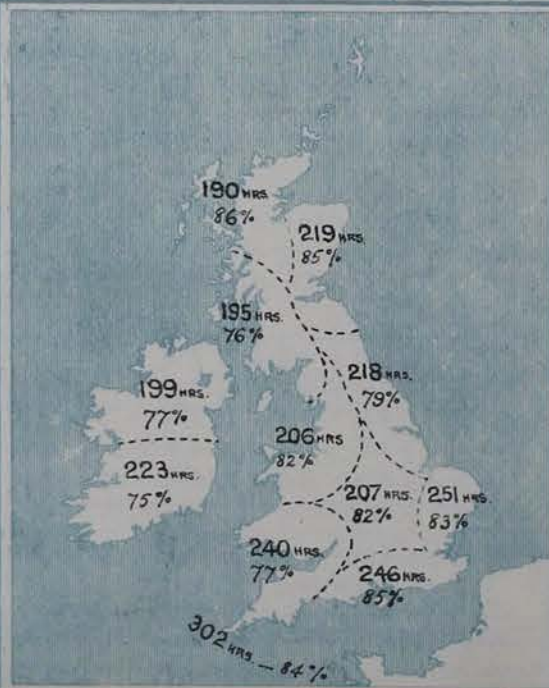 190 HRS.
86%
219 HRS.
85%
195 HRS.
76%
199 HRS.
77%
218 HRS.
79%
206 HRS
82%
223 HRS.
75%
207 HRS.
82%
251 HRS.
83%
240 HRS.
77%
246 HRS.
85%
302 HRS. — 84%